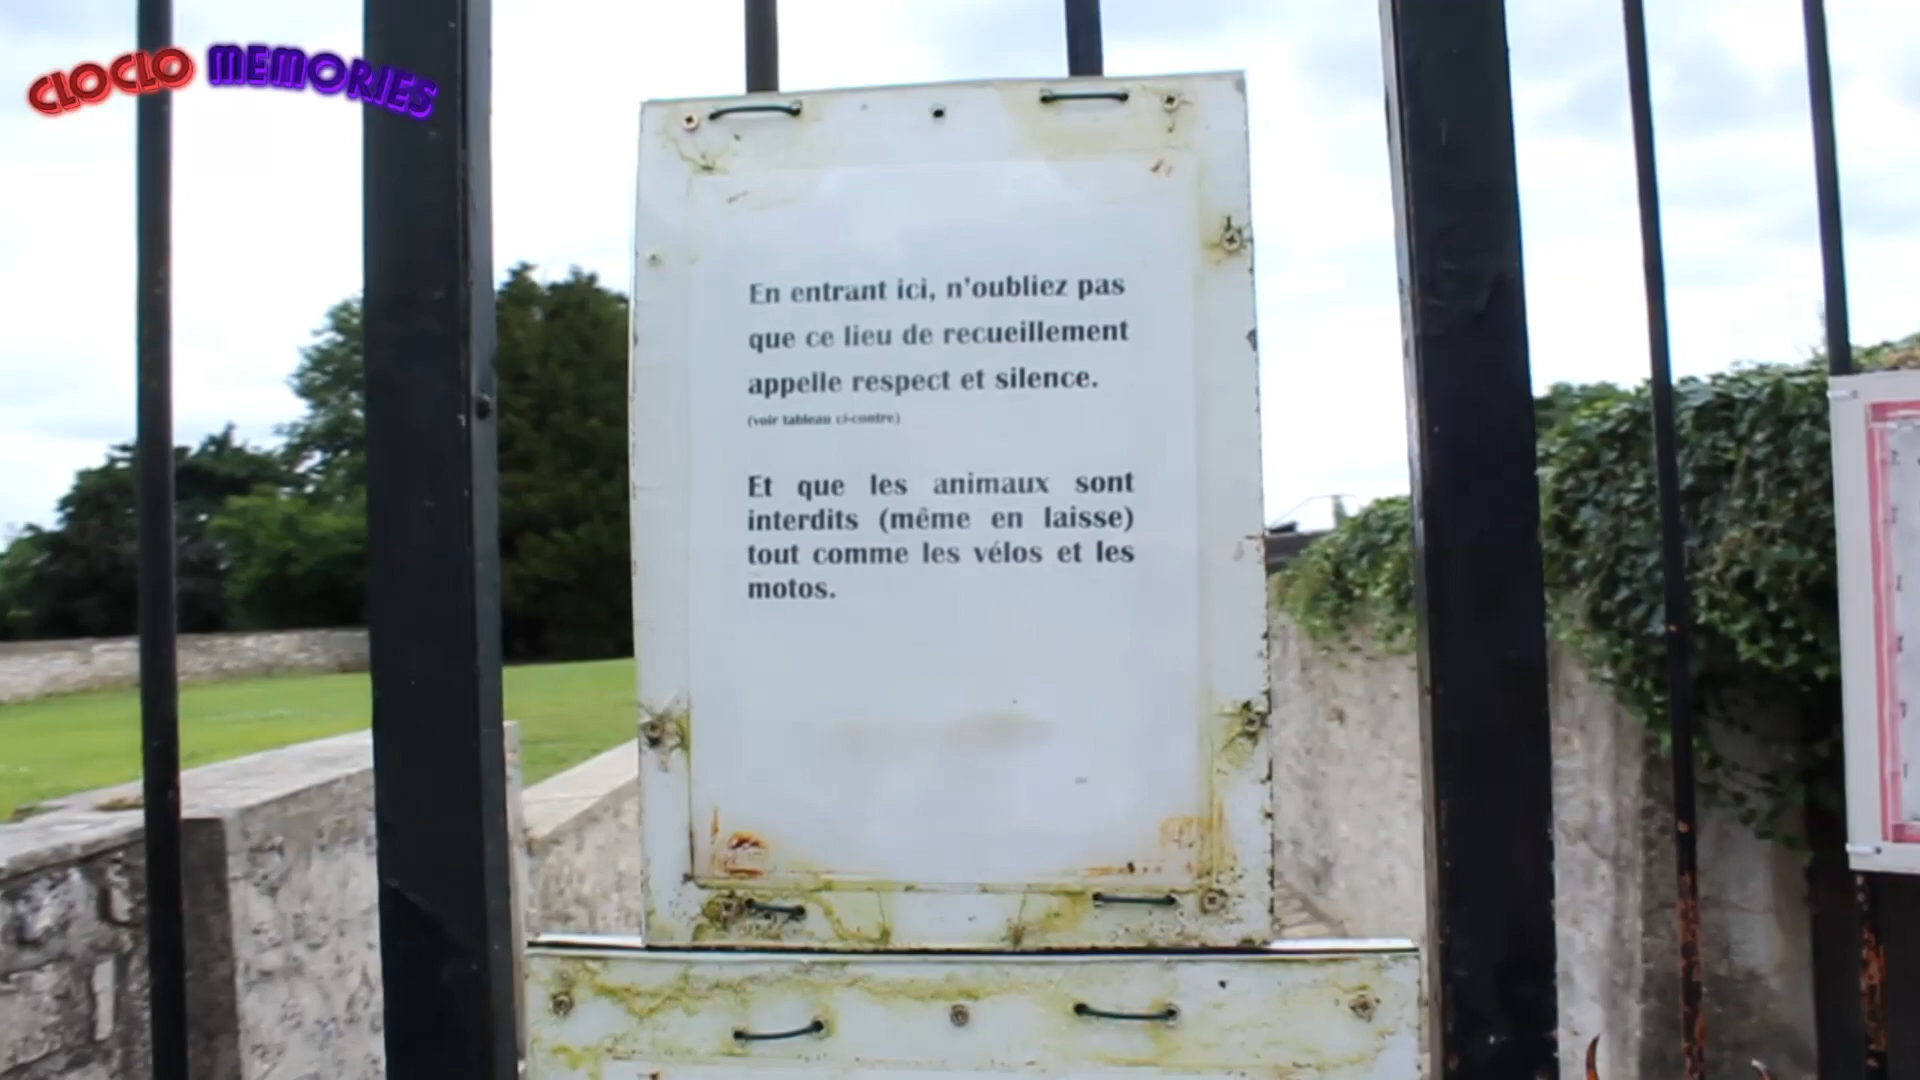 CLOCLO MEMORIES
En entrant ici, n'oubliez pas
que ce lieu de recueillement
appelle respect et silence.
(voir tableau ci-contre)
Et que les animaux sont
interdits (même en laisse)
tout comme les vélos et les
motos.